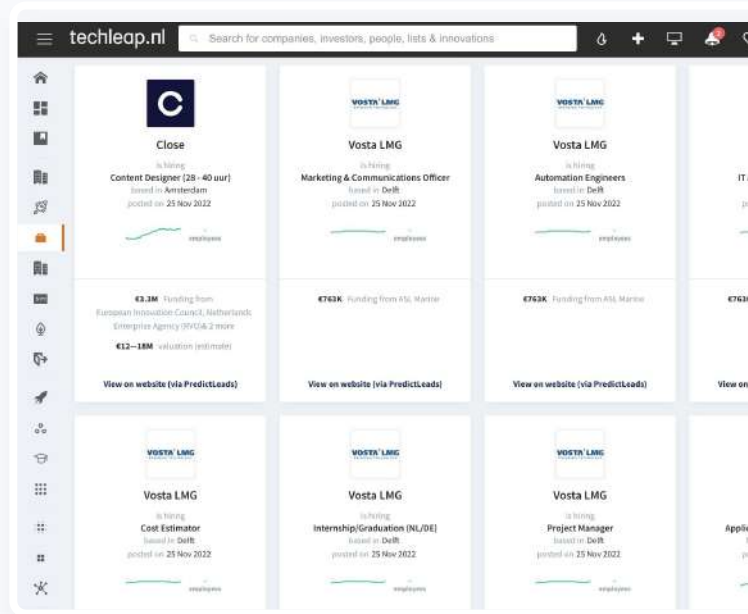 techleap.nl
Search for companies, investors, people, lists & innovations
2
C
Close
is hiring
Content Designer (28 - 40 uur)
based in Amsterdam
posted on 25 Nov 2022
employees
€3.3M Funding from
European Innovation Council, Netherlands
Enterprise Agency (RVO)& 2 more
€12—18M valuation (estimate)
View on website (via PredictLeads)
VOSTA LMG
Vosta LMG
is hiring
Marketing & Communications Officer
based in Delft
posted on 25 Nov 2022
employees
€763K Funding from ASL Marine
View on website (via PredictLeads)
VOSTA LMG
Vosta LMG
is hiring
Automation Engineers
based in Delft
posted on 25 Nov 2022
employees
€763K Funding from ASL Marine
View on website (via PredictLeads)
IT
€763
View on
VOSTA LMG
Vosta LMG
is hiring
Cost Estimator
based in Delft
posted on 25 Nov 2022
employees
VOSTA LMG
Vosta LMG
is hiring
Internship/Graduation (NL/DE)
based in Delft
posted on 25 Nov 2022
employees
VOSTA LMG
Vosta LMG
is hiring
Project Manager
based in Delft
posted on 25 Nov 2022
employees
Applic